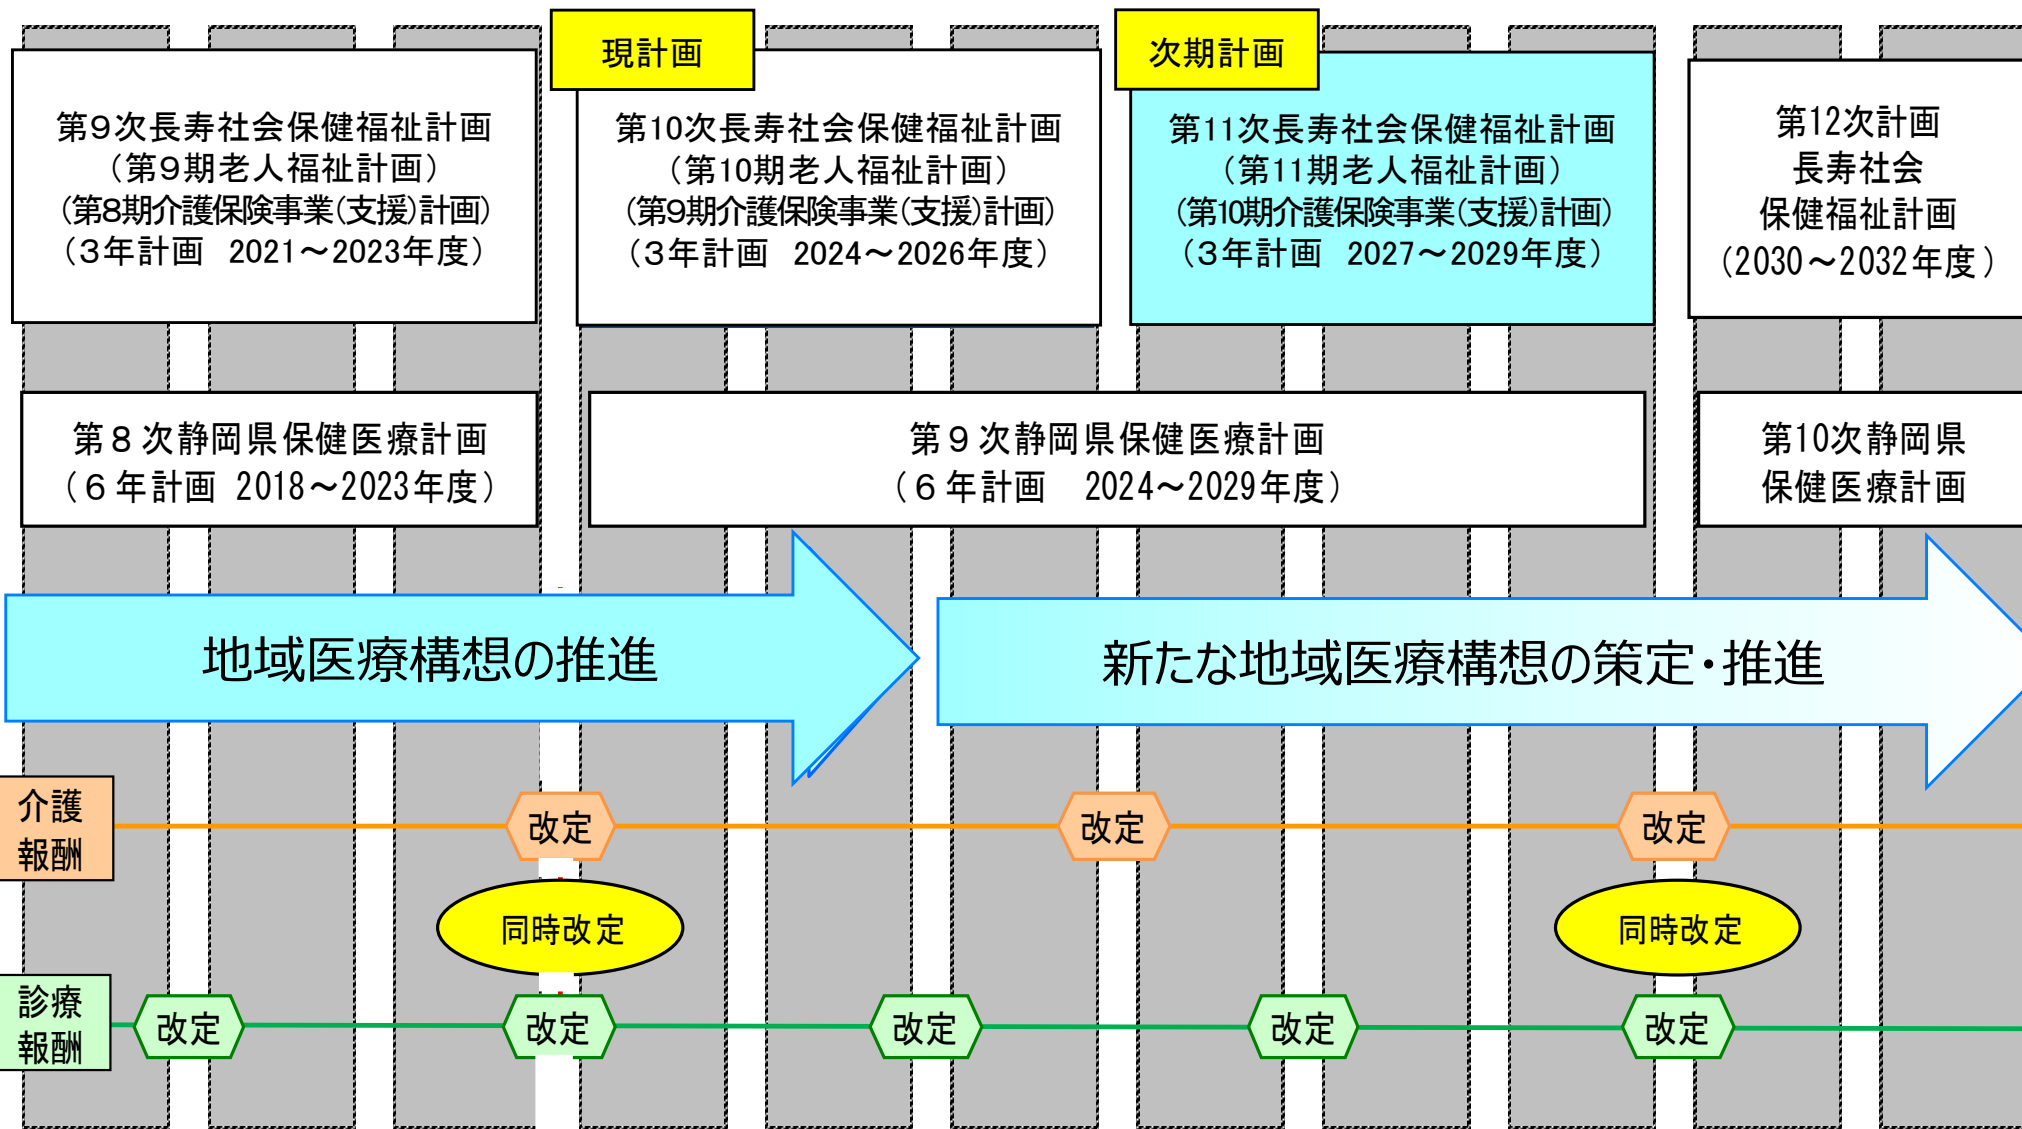 現計画
次期計画
第９次長寿社会保健福祉計画
（第９期老人福祉計画）
(第8期介護保険事業(支援)計画)
（３年計画　2021～2023年度）
第10次長寿社会保健福祉計画
（第10期老人福祉計画）
(第9期介護保険事業(支援)計画)
（３年計画　2024～2026年度）
第11次長寿社会保健福祉計画
（第11期老人福祉計画）
(第10期介護保険事業(支援)計画)
（３年計画　2027～2029年度）
第12次計画
長寿社会
保健福祉計画
（2030～2032年度）
第８次静岡県保健医療計画
（６年計画 2018～2023年度）
第９次静岡県保健医療計画
（６年計画　2024～2029年度）
第10次静岡県
保健医療計画
地域医療構想の推進
新たな地域医療構想の策定・推進
介護
報酬
改定
改定
改定
同時改定
同時改定
診療
報酬
改定
改定
改定
改定
改定